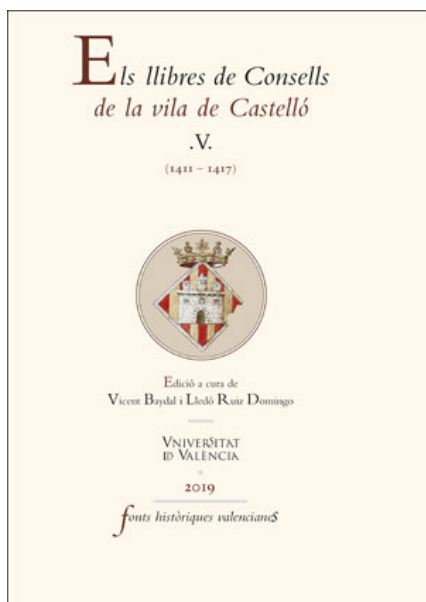 Els llibres de Consells
de la vila de Castelló
.V.
(1411 – 1417)
Edició a cura de
Vicent Baydal i Lledó Ruiz Domingo
VNIVERSITAT
ID VALÈNCIA
2019
fonts històriques valencianes